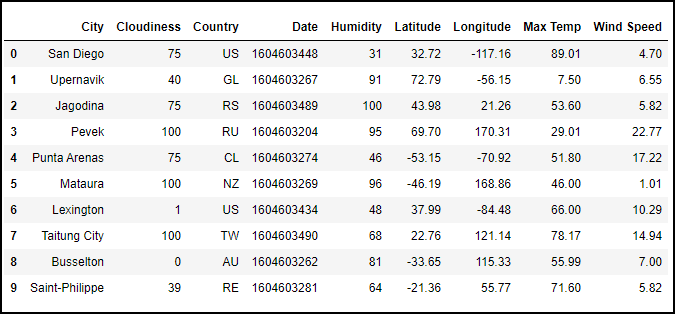 City Cloudiness Country Date Humidity Latitude Longitude Max Temp Wind Speed
0 San Diego 75 US 1604603448 31 32.72 -117.16 89.01 4.70
1 Upernavik 40 GL 1604603267 91 72.79 -56.15 7.50 6.55
2 Jagodina 75 RS 1604603489 100 43.98 21.26 53.60 5.82
3 Pevek 100 RU 1604603204 95 69.70 170.31 29.01 22.77
4 Punta Arenas 75 CL 1604603274 46 -53.15 -70.92 51.80 17.22
5 Mataura 100 NZ 1604603269 96 -46.19 168.86 46.00 1.01
6 Lexington 1 US 1604603434 48 37.99 -84.48 66.00 10.29
7 Taitung City 100 TW 1604603490 68 22.76 121.14 78.17 14.94
8 Busselton 0 AU 1604603262 81 -33.65 115.33 55.99 7.00
9 Saint-Philippe 39 RE 1604603281 64 -21.36 55.77 71.60 5.82